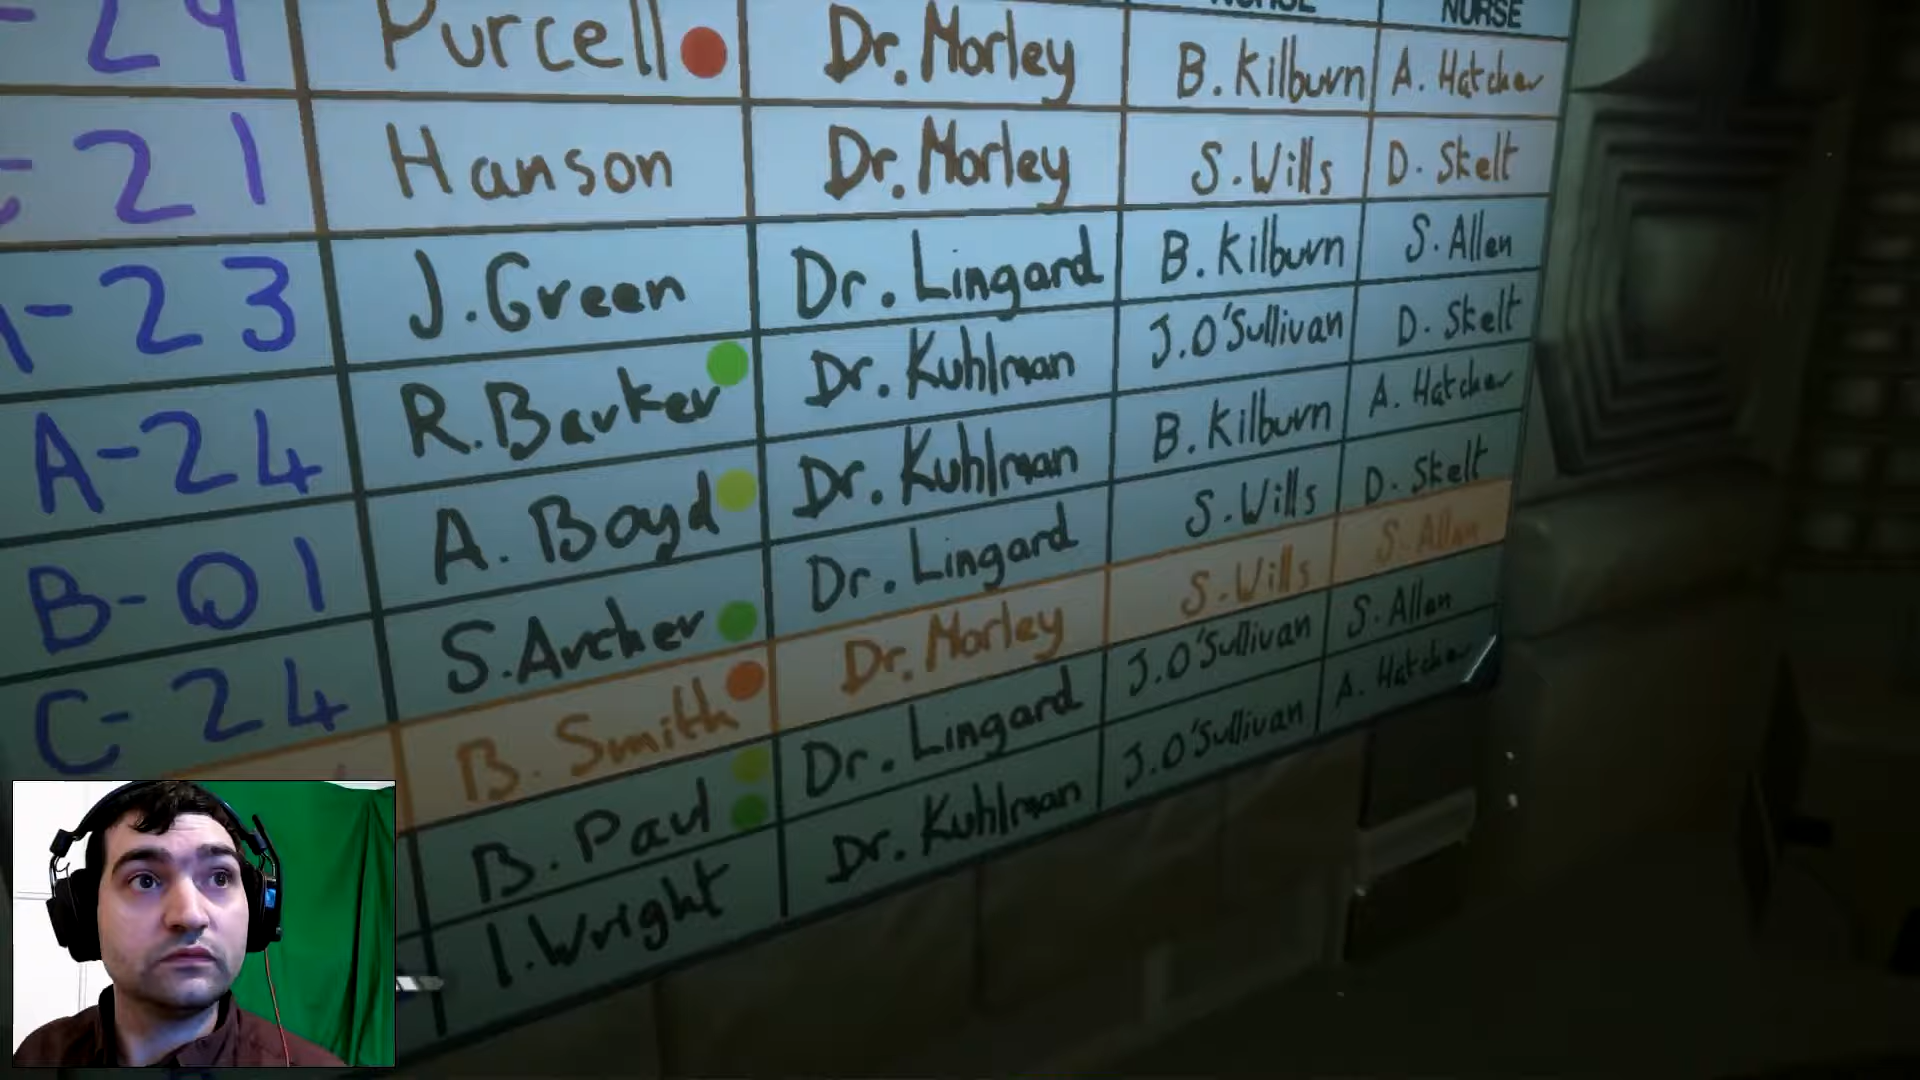 NURSE
-24 Purcell Dr. Morley B. Kilburn A. Hatcher
-21 Hanson Dr. Morley S. Wills D. Skelt
-23 J. Green Dr. Lingard B. Kilburn S. Allen
A-24 R. Barker Dr. Kuhlman J. O'Sullivan D. Skelt
B-01 A. Boyd Dr. Kuhlman B. Kilburn A. Hatcher
C-24 S. Archer Dr. Lingard S. Wills D. Skelt
B. Smith Dr. Morley S. Wills S. Allen
B. Paul Dr. Lingard J. O'Sullivan S. Allen
I. Wright Dr. Kuhlman J. O'Sullivan A. Hatcher